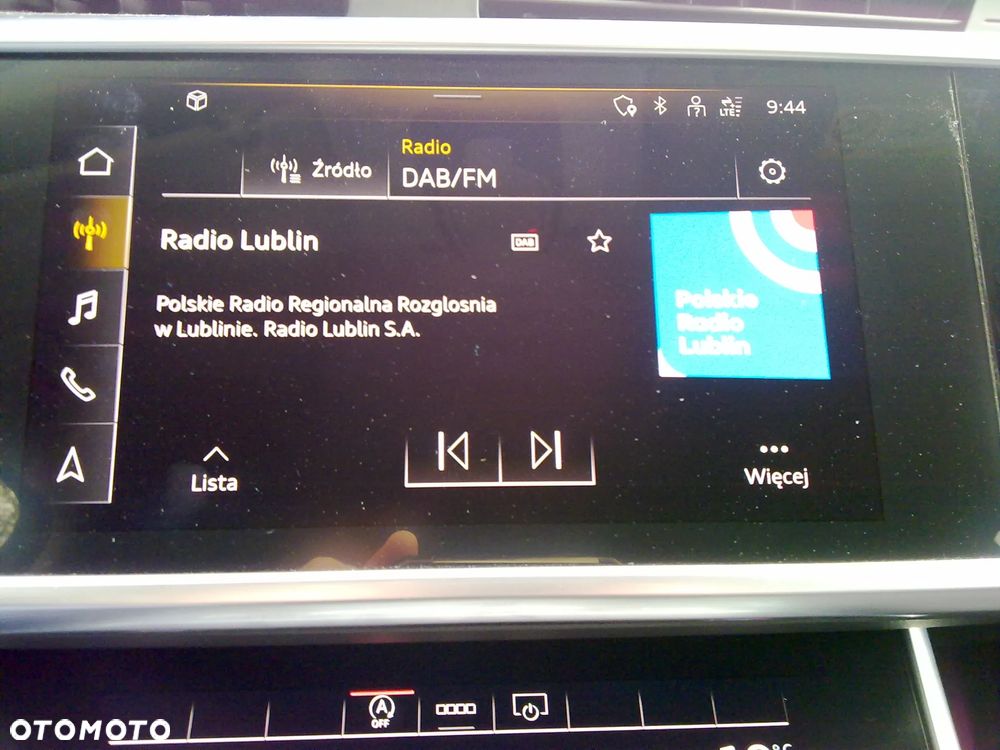 LTE
9:44
Źródło
Radio
DAB/FM
Radio Lublin
DAB
Polskie Radio Regionalna Rozglosnia
w Lublinie. Radio Lublin S.A.
Polskie
Radio
Lublin
Lista
Więcej
A
OFF
OTOMOTO
°C